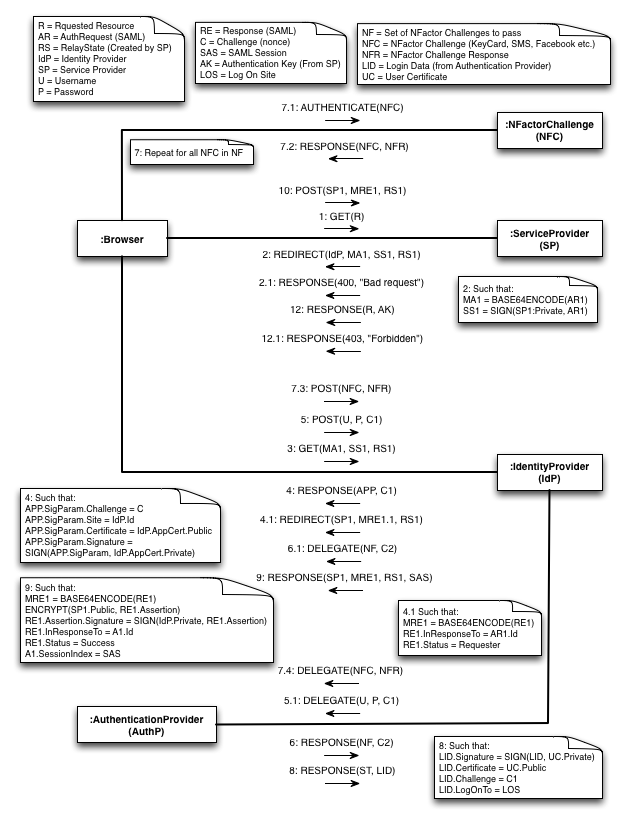 R = Rquested Resource
AR = AuthRequest (SAML)
RS = RelayState (Created by SP)
IdP = Identity Provider
SP = Service Provider
U = Username
P = Password
RE = Response (SAML)
C = Challenge (nonce)
SAS = SAML Session
AK = Authentication Key (From SP)
LOS = Log On Site
NF = Set of NFactor Challenges to pass
NFC = NFactor Challenge (KeyCard, SMS, Facebook etc.)
NFR = NFactor Challenge Response
LID = Login Data (from Authentication Provider)
UC = User Certificate
7.1: AUTHENTICATE(NFC)
:NFactorChallenge
(NFC)
7: Repeat for all NFC in NF
7.2: RESPONSE(NFC, NFR)
10: POST(SP1, MRE1, RS1)
1: GET(R)
:Browser
:ServiceProvider
(SP)
2: REDIRECT(IdP, MA1, SS1, RS1)
2.1: RESPONSE(400, "Bad request")
12: RESPONSE(R, AK)
12.1: RESPONSE(403, "Forbidden")
2: Such that:
MA1 = BASE64ENCODE(AR1)
SS1 = SIGN(SP1:Private, AR1)
7.3: POST(NFC, NFR)
5: POST(U, P, C1)
3: GET(MA1, SS1, RS1)
:IdentityProvider
(IdP)
4: RESPONSE(APP, C1)
4.1: REDIRECT(SP1, MRE1.1, RS1)
6.1: DELEGATE(NF, C2)
9: RESPONSE(SP1, MRE1, RS1, SAS)
4: Such that:
APP.SigParam.Challenge = C
APP.SigParam.Site = IdP.Id
APP.SigParam.Certificate = IdP.AppCert.Public
APP.SigParam.Signature =
SIGN(APP.SigParam, IdP.AppCert.Private)
9: Such that:
MRE1 = BASE64ENCODE(RE1)
ENCRYPT(SP1.Public, RE1.Assertion)
RE1.Assertion.Signature = SIGN(IdP.Private, RE1.Assertion)
RE1.InResponseTo = A1.Id
RE1.Status = Success
A1.SessionIndex = SAS
4.1 Such that:
MRE1 = BASE64ENCODE(RE1)
RE1.InResponseTo = AR1.Id
RE1.Status = Requester
7.4: DELEGATE(NFC, NFR)
5.1: DELEGATE(U, P, C1)
:AuthenticationProvider
(AuthP)
6: RESPONSE(NF, C2)
8: RESPONSE(ST, LID)
8: Such that:
LID.Signature = SIGN(LID, UC.Private)
LID.Certificate = UC.Public
LID.Challenge = C1
LID.LogOnTo = LOS